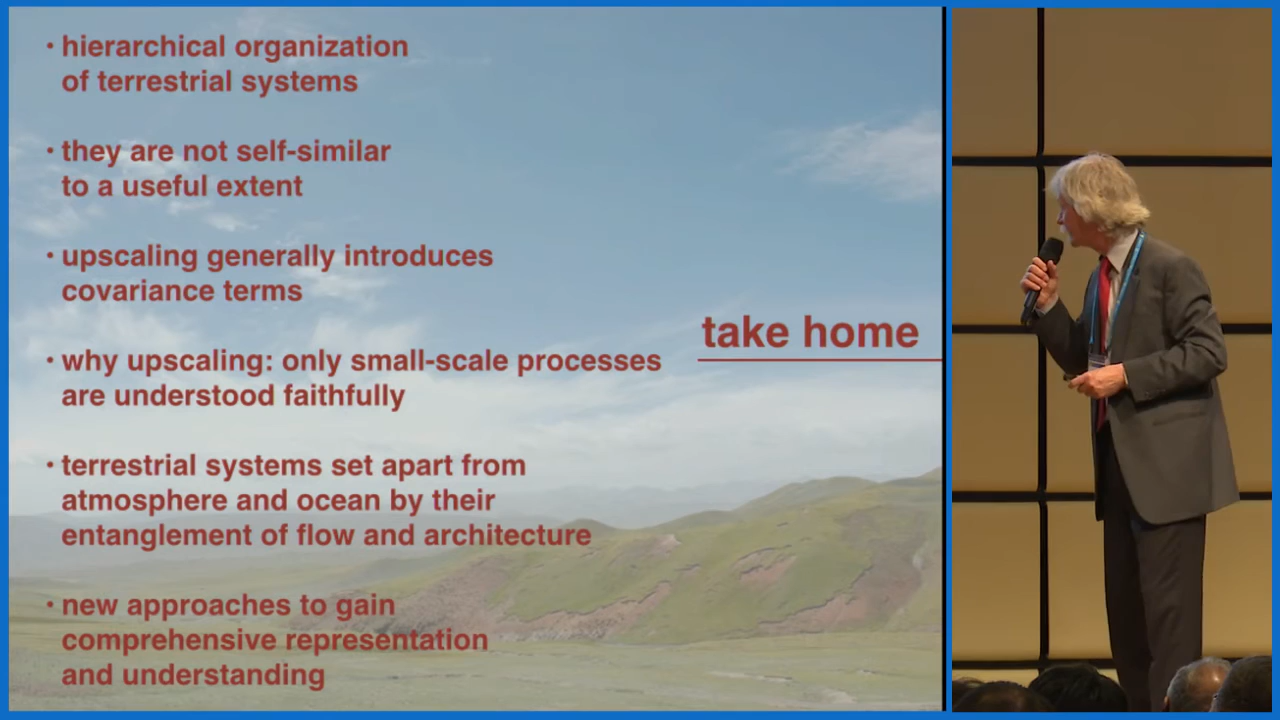 • hierarchical organization
of terrestrial systems
• they are not self-similar
to a useful extent
• upscaling generally introduces
covariance terms
• why upscaling: only small-scale processes
are understood faithfully
• terrestrial systems set apart from
atmosphere and ocean by their
entanglement of flow and architecture
• new approaches to gain
comprehensive representation
and understanding
take home